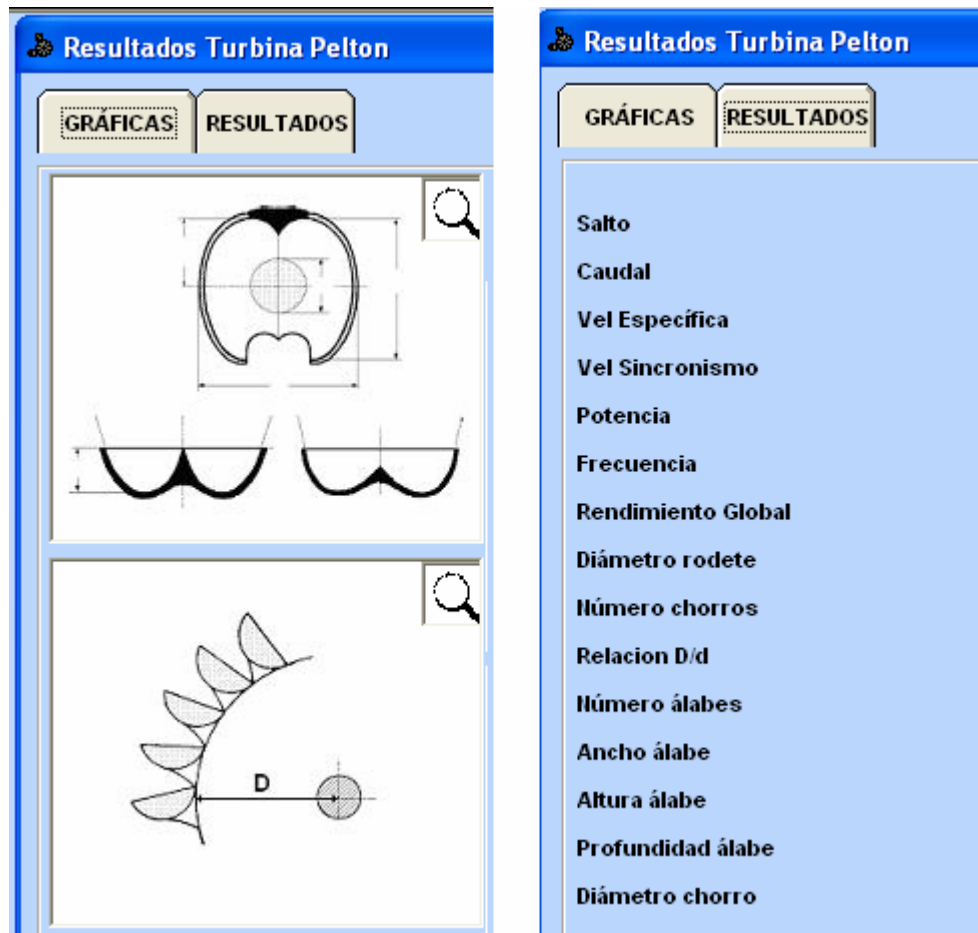 Resultados Turbina Pelton
GRÁFICAS RESULTADOS
D
Resultados Turbina Pelton
GRÁFICAS RESULTADOS
Salto
Caudal
Vel Específica
Vel Sincronismo
Potencia
Frecuencia
Rendimiento Global
Diámetro rodete
Número chorros
Relacion D/d
Número álabes
Ancho álabe
Altura álabe
Profundidad álabe
Diámetro chorro